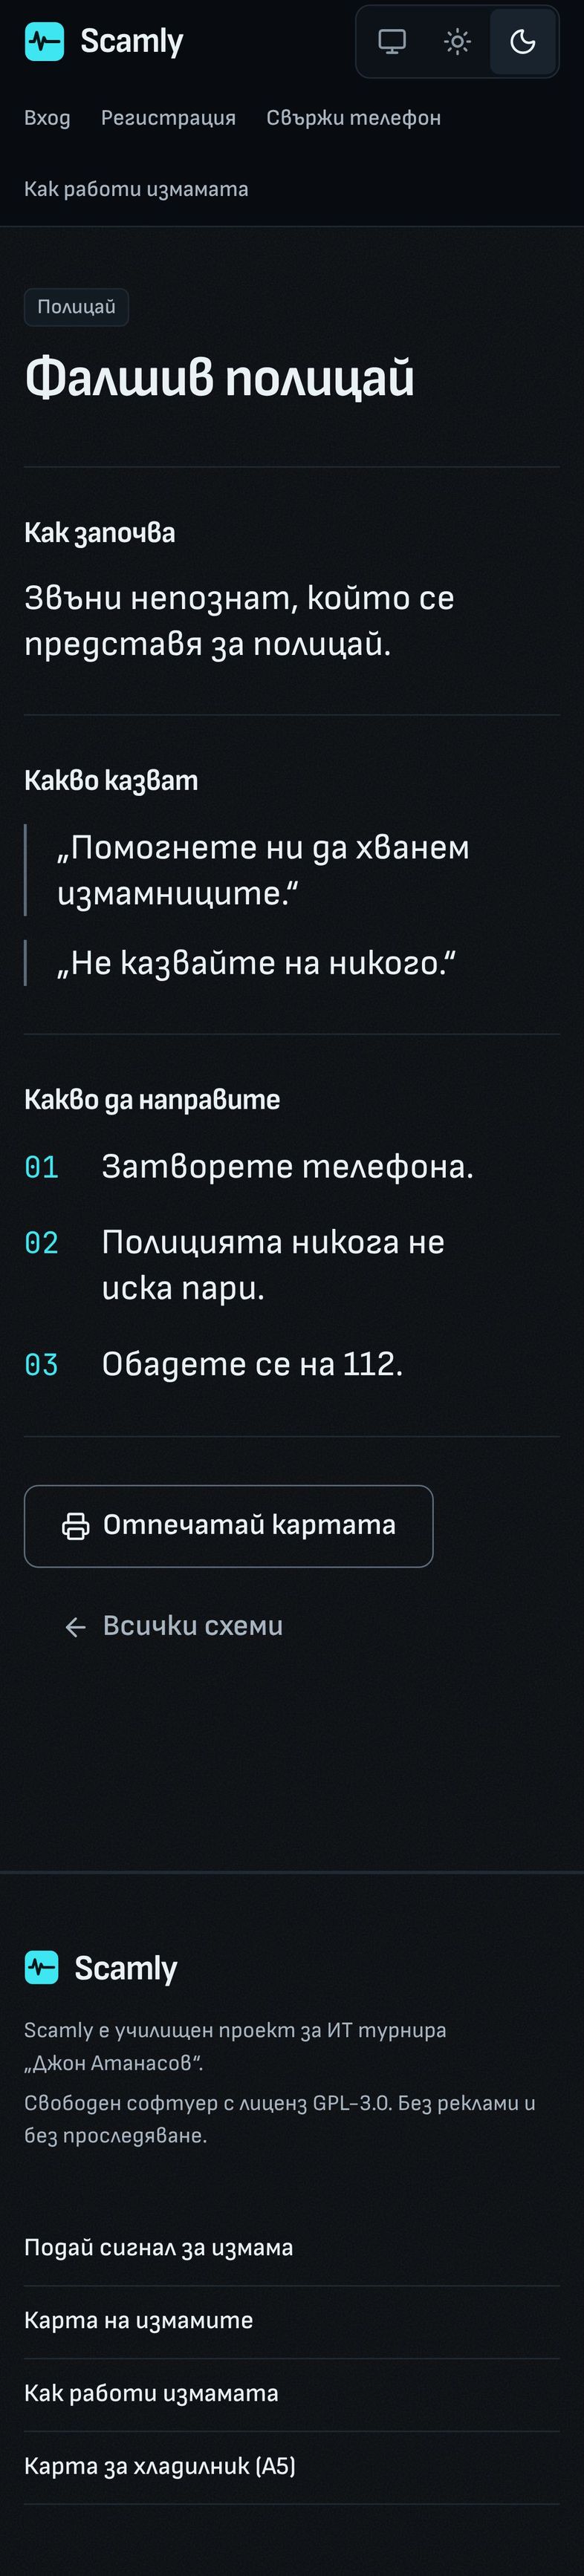 Scamly
Вход Регистрация Свържи телефон
Как работи измамата
Полицай
Фалшив полицай
Как започва
Звъни непознат, който се
представя за полицай.
Какво казват
„Помогнете ни да хванем
измамниците.“
„Не казвайте на никого.“
Какво да направите
01 Затворете телефона.
02 Полицията никога не
иска пари.
03 Обадете се на 112.
Отпечатай картата
← Всички схеми
Scamly
Scamly е училищен проект за ИТ турнира
„Джон Атанасов“.
Свободен софтуер с лиценз GPL-3.0. Без реклами и
без проследяване.
Подай сигнал за измама
Карта на измамите
Как работи измамата
Карта за хладилник (А5)